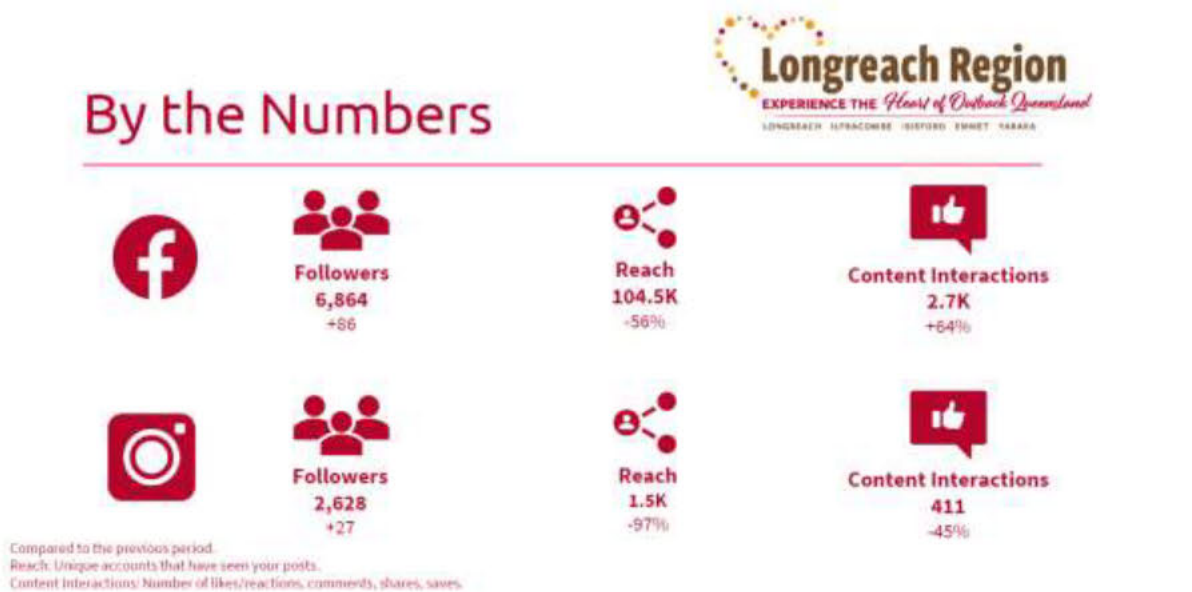 Longreach Region
EXPERIENCE THE Heart of Outback Queensland
LONGREACH ILFRACOMBE ISISFORD EMMET YARAKA
By the Numbers
Followers
6,864
+86
Reach
104.5K
-56%
Content Interactions
2.7K
+64%
Followers
2,628
+27
Reach
1.5K
-97%
Content Interactions
411
-45%
Compared to the previous period.
Reach: Unique accounts that have seen your posts.
Content Interactions: Number of likes/reactions, comments, shares, saves.